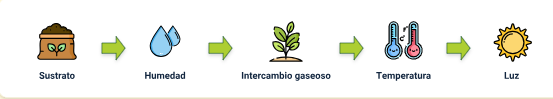 Sustrato
Humedad
Intercambio gaseoso
Temperatura
Luz